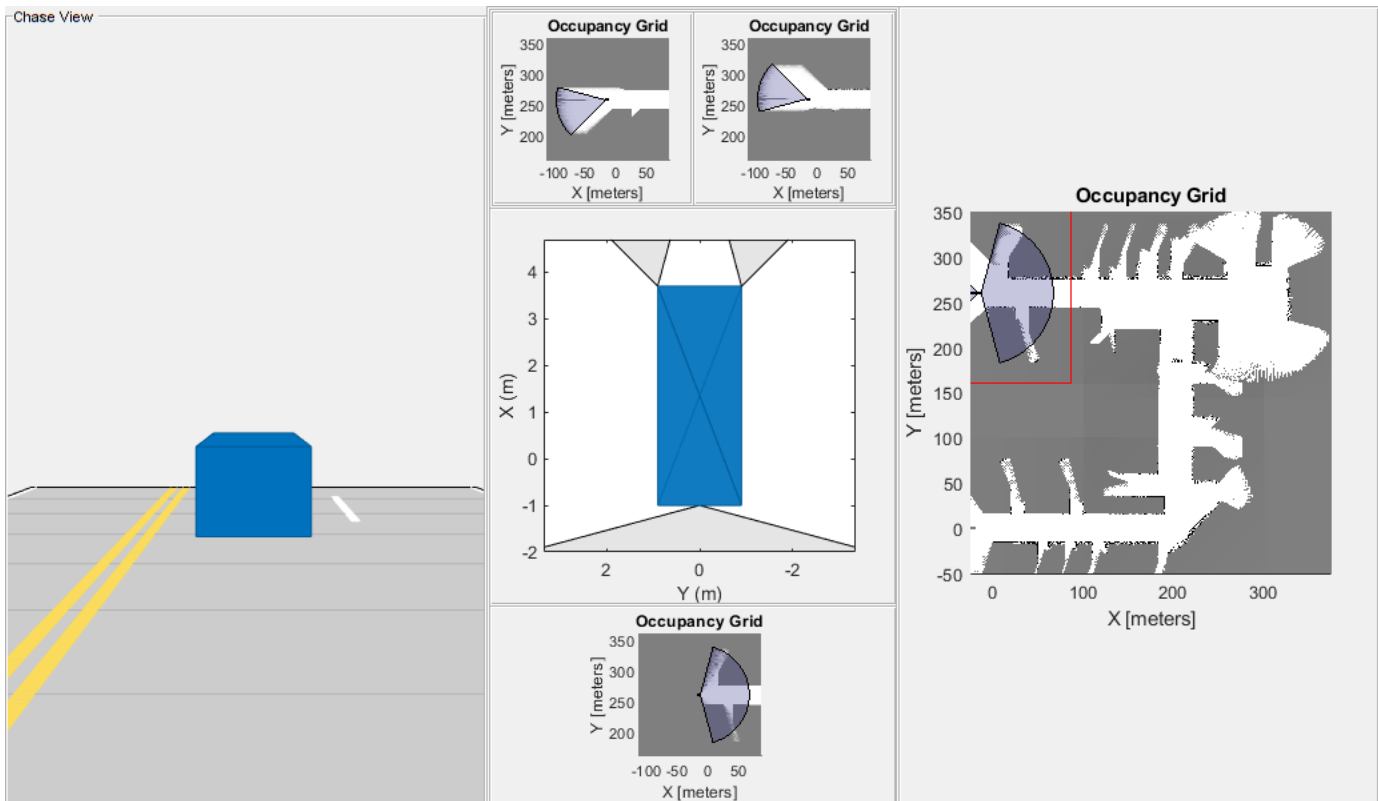 Chase View
Occupancy Grid
350
300
250
200
Y [meters]
-100 -50 0 50
X [meters]
Occupancy Grid
350
300
250
200
Y [meters]
-100 -50 0 50
X [meters]
4
3
2
1
0
-1
-2
X (m)
2 0 -2
Y (m)
Occupancy Grid
350
300
250
200
Y [meters]
-100 -50 0 50
X [meters]
Occupancy Grid
350
300
250
200
150
100
50
0
-50
Y [meters]
0 100 200 300
X [meters]